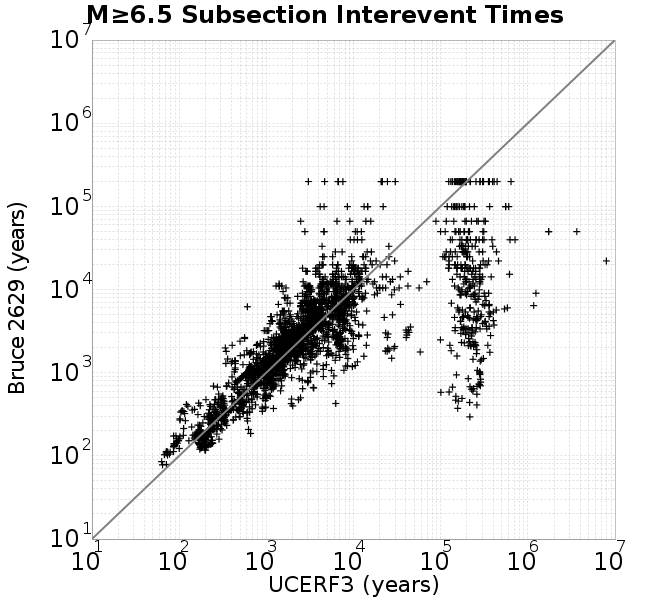 M≥6.5 Subsection Interevent Times
10^7
10^6
10^5
10^4
10^3
10^2
10^1
Bruce 2629 (years)
10^1 10^2 10^3 10^4 10^5 10^6 10^7
UCERF3 (years)